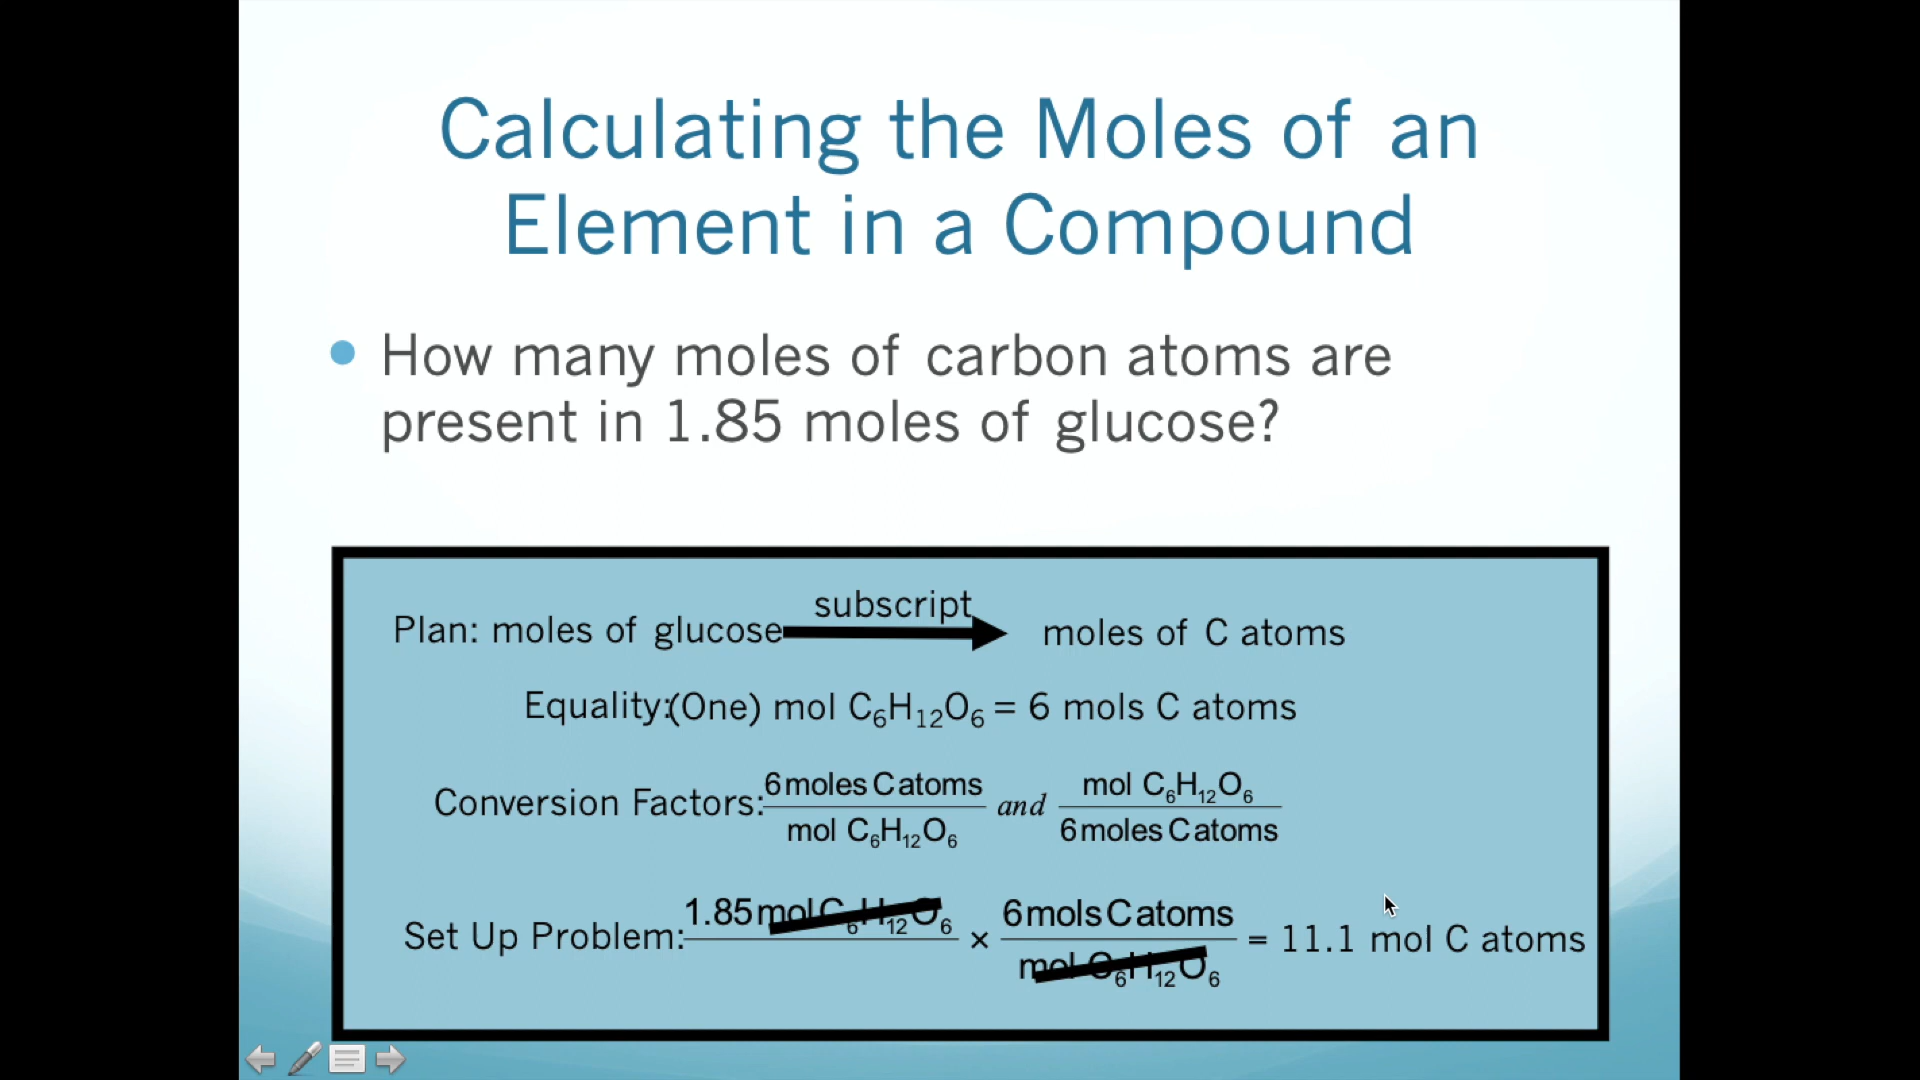 Calculating the Moles of an
Element in a Compound
How many moles of carbon atoms are
present in 1.85 moles of glucose?
subscript
Plan: moles of glucose moles of C atoms
Equality:(One) mol C₆H₁₂O₆ = 6 mols C atoms
Conversion Factors: 6 moles C atoms / mol C₆H₁₂O₆ and mol C₆H₁₂O₆ / 6 moles C atoms
Set Up Problem: 1.85 mol C₆H₁₂O₆ × 6 mols C atoms / mol C₆H₁₂O₆ = 11.1 mol C atoms